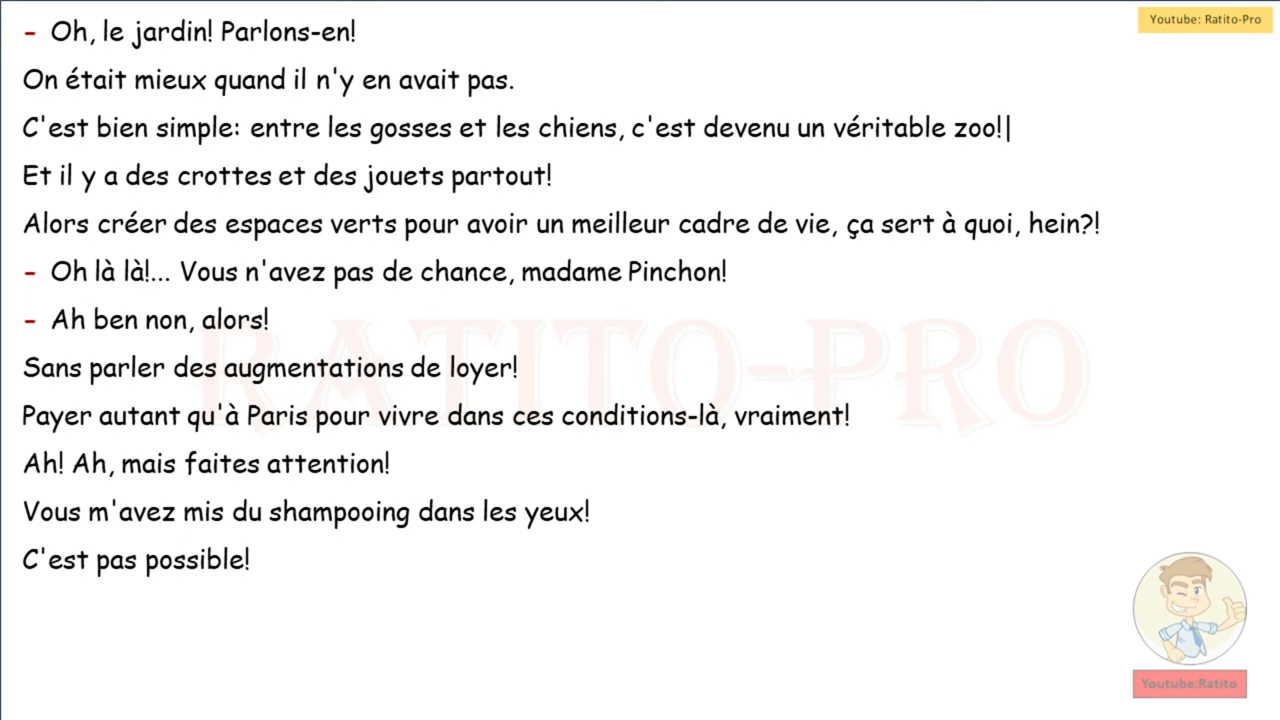 Youtube: Ratito-Pro
- Oh, le jardin! Parlons-en!
On était mieux quand il n'y en avait pas.
C'est bien simple: entre les gosses et les chiens, c'est devenu un véritable zoo!|
Et il y a des crottes et des jouets partout!
Alors créer des espaces verts pour avoir un meilleur cadre de vie, ça sert à quoi, hein?!
- Oh là là!... Vous n'avez pas de chance, madame Pinchon!
- Ah ben non, alors!
RATITO-PRO
Sans parler des augmentations de loyer!
Payer autant qu'à Paris pour vivre dans ces conditions-là, vraiment!
Ah! Ah, mais faites attention!
Vous m'avez mis du shampooing dans les yeux!
C'est pas possible!
Youtube:Ratito